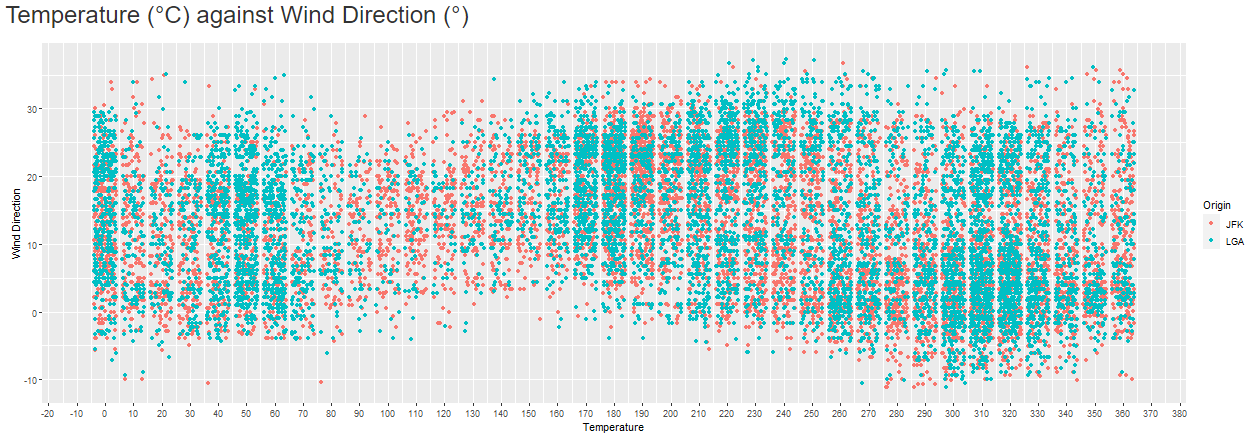 Temperature (°C) against Wind Direction (°)
30
20
10
0
-10
Wind Direction
-20 -10 0 10 20 30 40 50 60 70 80 90 100 110 120 130 140 150 160 170 180 190 200 210 220 230 240 250 260 270 280 290 300 310 320 330 340 350 360 370 380
Temperature
Origin
JFK
LGA